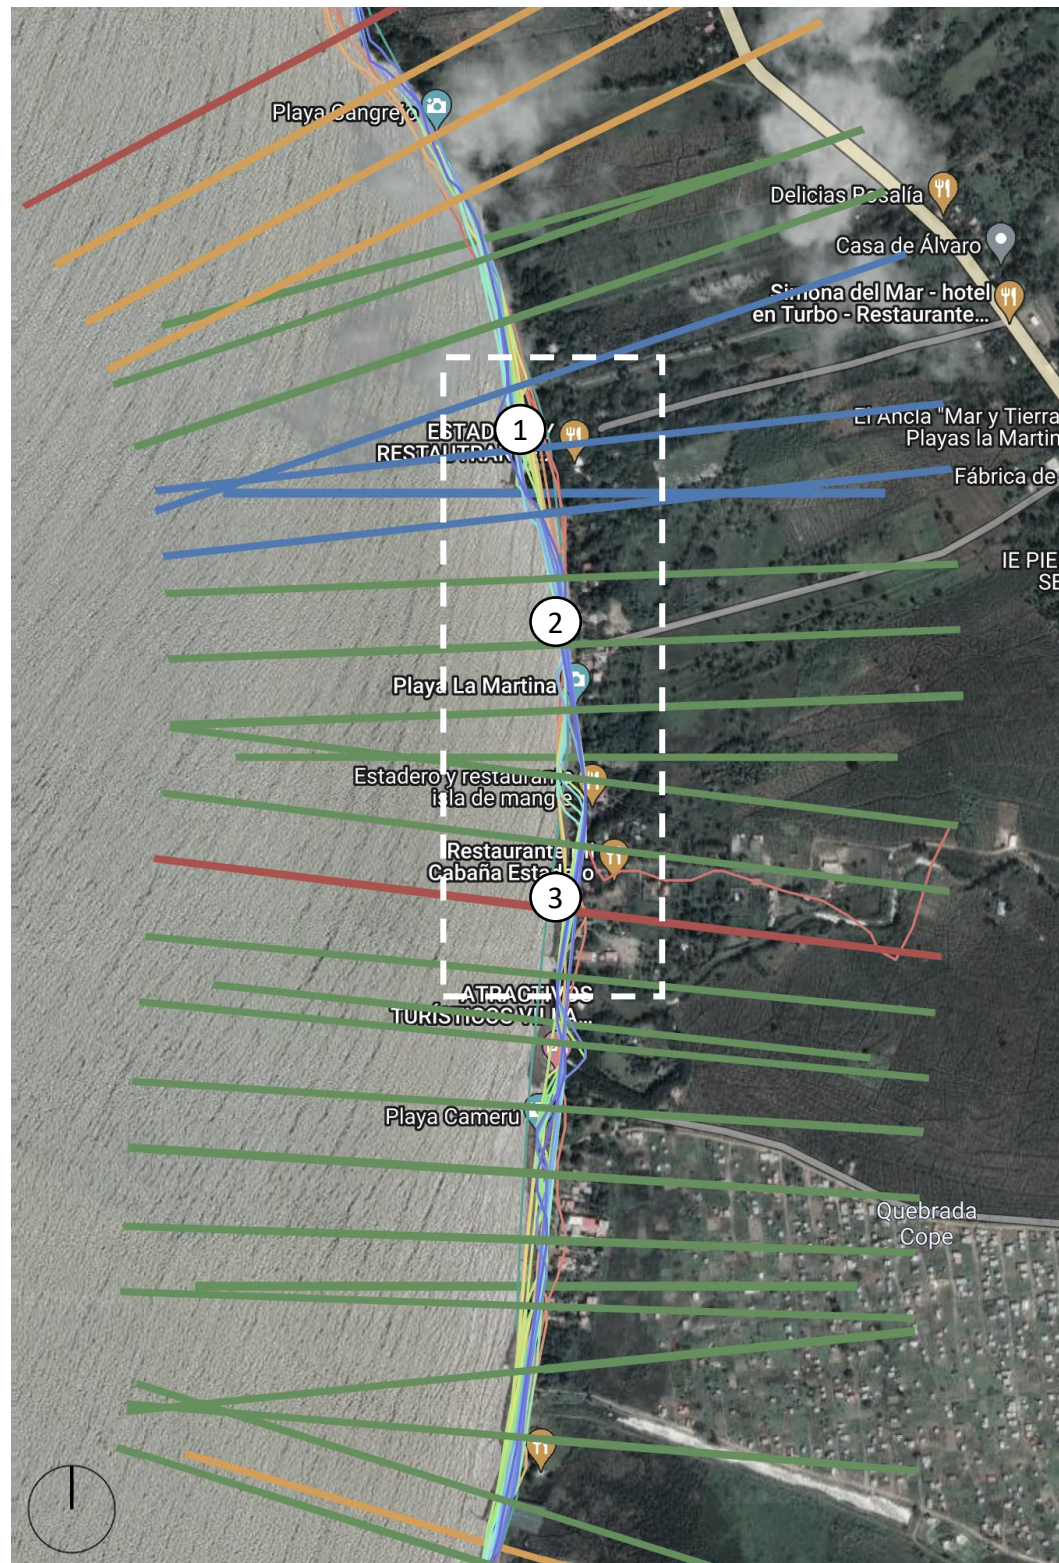 Playa Cangrejo
Delicias Rosalía
Casa de Álvaro
Simona del Mar - hotel
en Turbo - Restaurante...
El Ancla "Mar y Tierra
Playas la Martin
1
Fábrica de
IE PIE
SE
2
Playa La Martina
Estadero y restaurante
isla de mangle
Restaurante
Cabaña Estadero
3
ATRACTIVOS
TURÍSTICOS
Playa Cameru
Quebrada
Cope